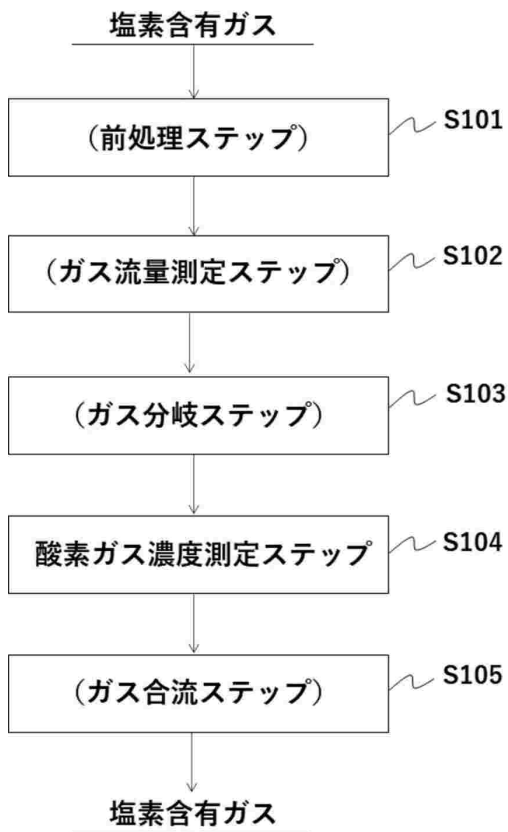 塩素含有ガス
(前処理ステップ)
S101
(ガス流量測定ステップ)
S102
(ガス分岐ステップ)
S103
酸素ガス濃度測定ステップ
S104
(ガス合流ステップ)
S105
塩素含有ガス